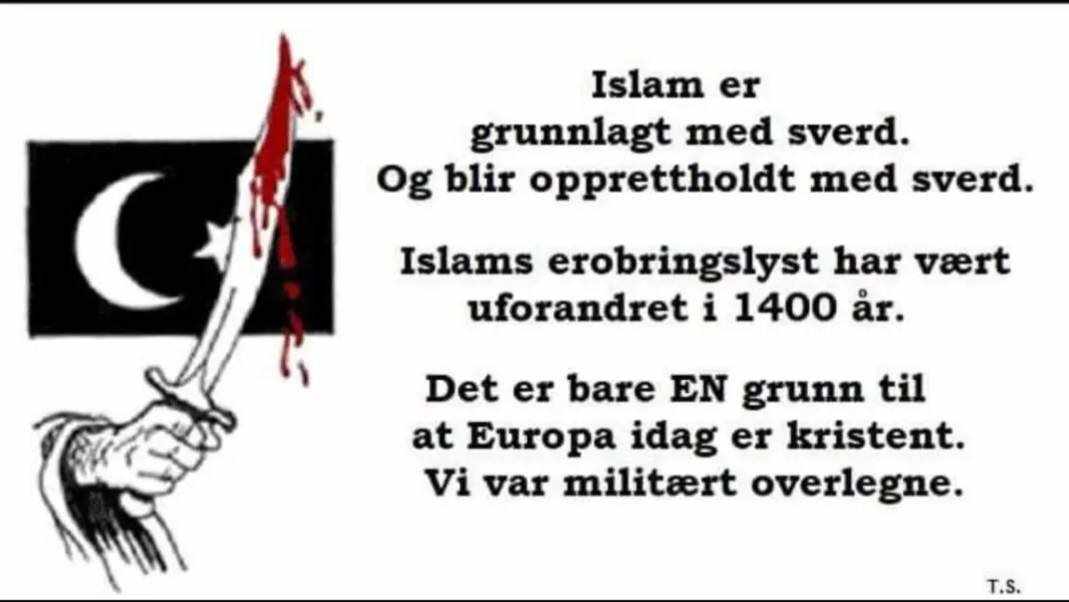 Islam er
grunnlagt med sverd.
Og blir opprettholdt med sverd.
Islams erobringslyst har vært
uforandret i 1400 år.
Det er bare EN grunn til
at Europa idag er kristent.
Vi var militært overlegne.
T.S.